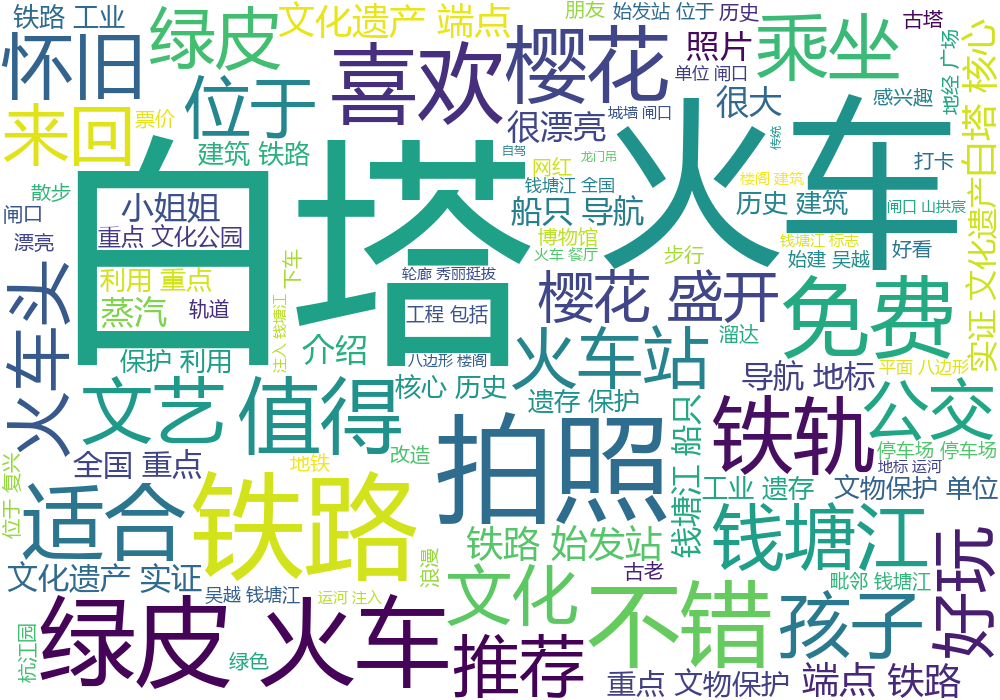 铁路 工业
绿皮
文化遗产 端点
朋友
始发站 位于
历史
古塔
怀旧
喜欢
樱花
照片
乘坐
地经 广场
核心
单位 闸口
来回
票价
位于
很漂亮
城墙 闸口
很大
感兴趣
传统
建筑 铁路
自驾
龙门吊
网红
楼阁 建筑
打卡
文化遗产 白塔
散步
白塔
火车
钱塘江 全国
闸口
小姐姐
船只 导航
历史 建筑
闸口 山拱宸
漂亮
重点 文化公园
博物馆
钱塘江 标志
好看
火车 餐厅
步行
始建 吴越
下车
利用 重点
轮廊 秀丽挺拔
火车头
蒸汽
轨道
注入 钱塘江
工程 包括
樱花 盛开
免费
实证
保护 利用
介绍
八边形 楼阁
火车站
溜达
平面 八边形
文艺
值得
核心 历史
遗存 保护
导航 地标
公交
全国 重点
地铁
改造
拍照
钱塘江 船只
铁轨
停车场 停车场
地标 运河
位于 复兴
适合
铁路
工业 遗存
文物保护 单位
铁路 始发站
钱塘江
文化遗产 实证
吴越 钱塘江
运河 注入
浪漫
文化
古老
不错
毗邻 钱塘江
好玩
杭江园
绿皮 火车
绿色
推荐
孩子
重点 文物保护
端点 铁路